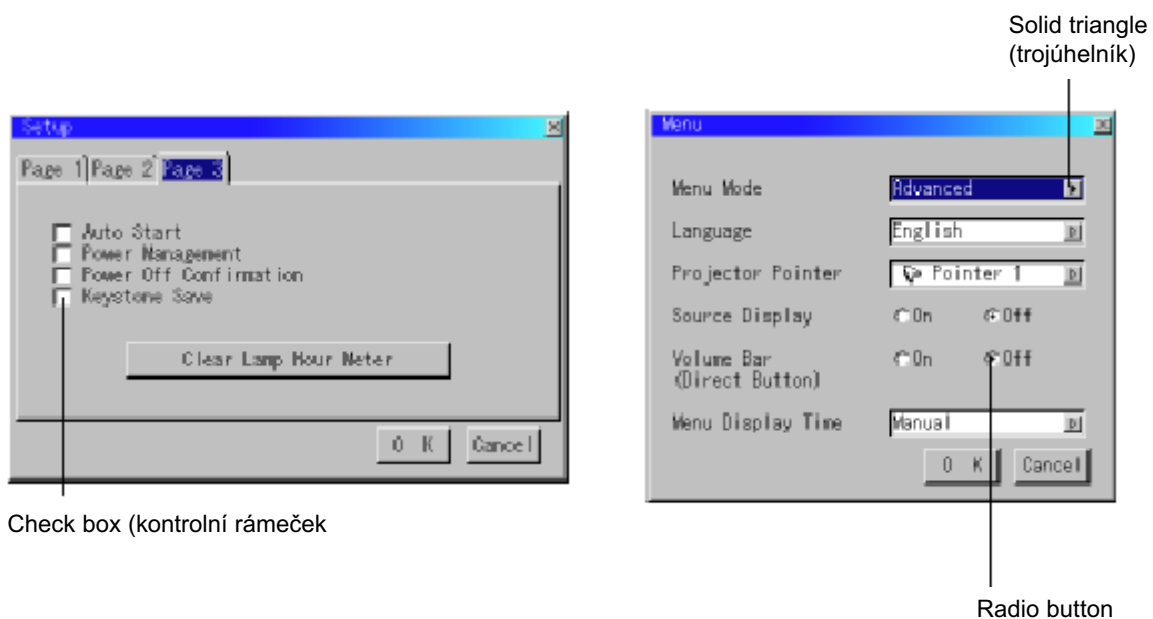 Solid triangle
(trojúhelník)
Setup
Page 1 Page 2 Page 3
Auto Start
Power Management
Power Off Confirmation
Keystone Save
Clear Lamp Hour Meter
O K Cancel
Check box (kontrolní rámeček
Menu
Menu Mode Advanced
Language English
Projector Pointer Pointer 1
Source Display On Off
Volume Bar On Off
(Direct Button)
Menu Display Time Manual
O K Cancel
Radio button